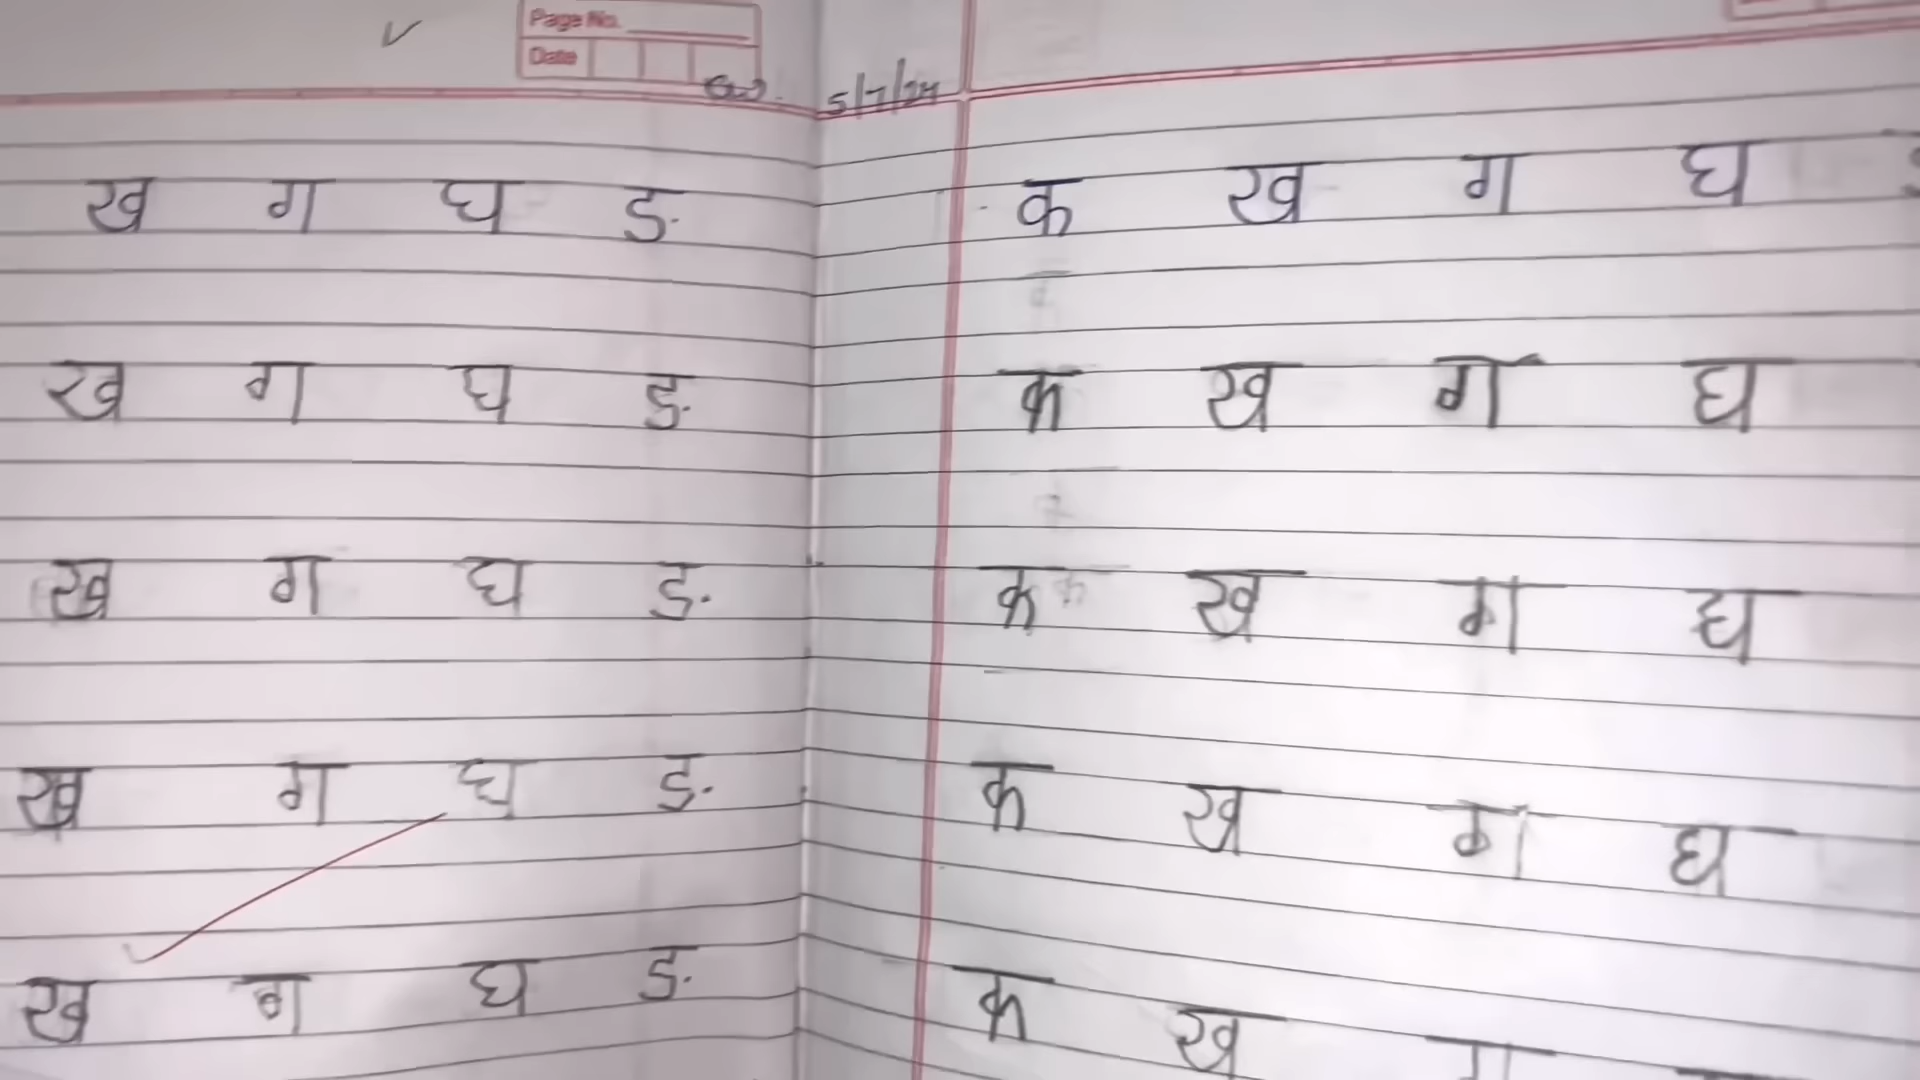 Page No.
Date
ख ग घ ङ
ख ग घ ङ
ख ग घ ङ
ख ग घ ङ
ख ग घ ङ
5/7/24
क ख ग घ
क ख ग घ
क ख ग घ
क ख ग घ
क ख ग